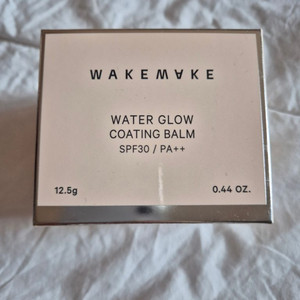 WAKEMAKE
WATER GLOW
COATING BALM
SPF30 / PA++
12.5g 0.44 OZ.